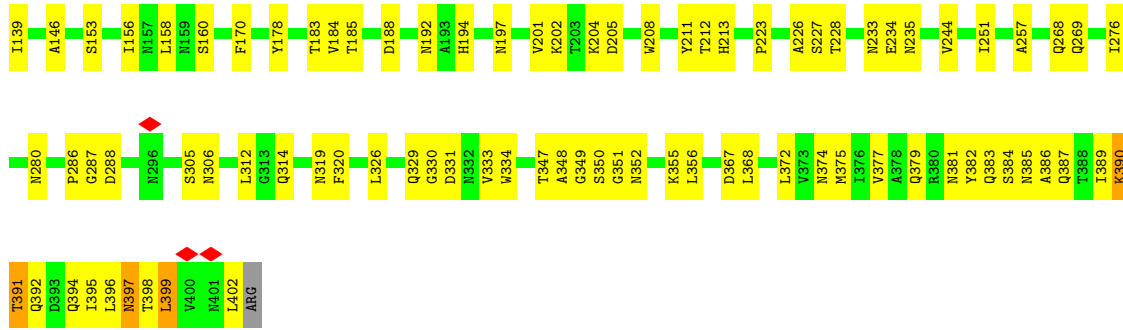 I139 A146 S153 I156 N157 L158 N159 S160 F170 Y178 T183 V184 T185 D188 N192 A193 H194 N197 V201 K202 T203 K204 D205 W208 Y211 T212 H213 P223 A226 S227 T228 N233 E234 N235 V244 I251 A257 Q268 Q269 I276
N280 P286 G287 D288 N296 S305 N306 L312 G313 Q314 N319 F320 L326 Q329 G330 D331 N332 V333 W334 T347 A348 G349 S350 G351 N352 K355 L356 D367 L368 L372 V373 N374 M375 I376 V377 A378 Q379 R380 N381 Y382 Q383 S384 N385 A386 Q387 T388 I389 K390
T391 Q392 D393 Q394 I395 L396 N397 T398 L399 V400 N401 L402 ARG